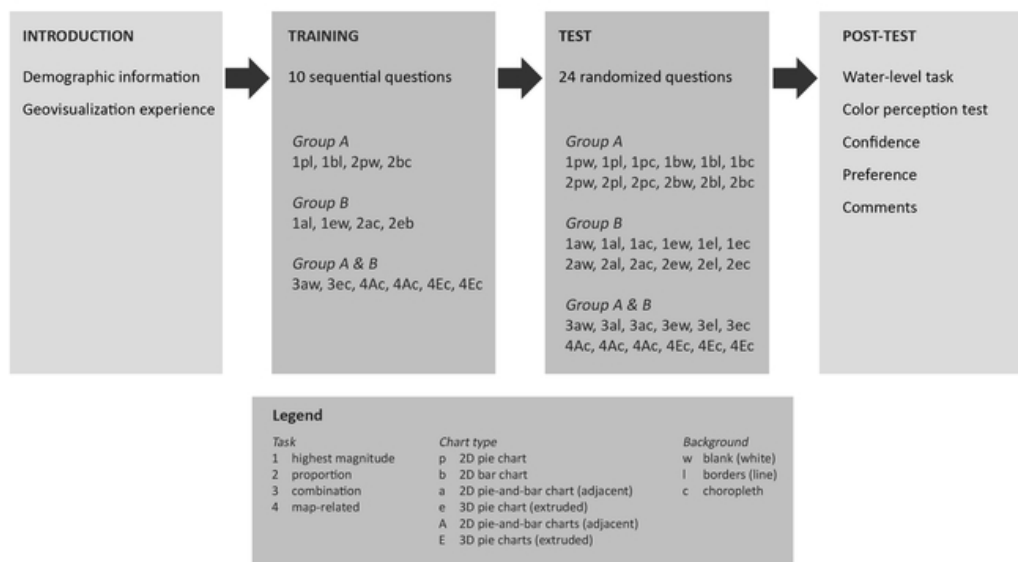 INTRODUCTION
Demographic information
Geovisualization experience
TRAINING
10 sequential questions
Group A
1pl, 1bl, 2pw, 2bc
Group B
1al, 1ew, 2ac, 2eb
Group A & B
3aw, 3ec, 4Ac, 4Ac, 4Ec, 4Ec
TEST
24 randomized questions
Group A
1pw, 1pl, 1pc, 1bw, 1bl, 1bc
2pw, 2pl, 2pc, 2bw, 2bl, 2bc
Group B
1aw, 1al, 1ac, 1ew, 1el, 1ec
2aw, 2al, 2ac, 2ew, 2el, 2ec
Group A & B
3aw, 3al, 3ac, 3ew, 3el, 3ec
4Ac, 4Ac, 4Ac, 4Ec, 4Ec, 4Ec
POST-TEST
Water-level task
Color perception test
Confidence
Preference
Comments
Legend
Task
1 highest magnitude
2 proportion
3 combination
4 map-related
Chart type
p 2D pie chart
b 2D bar chart
a 2D pie-and-bar chart (adjacent)
e 3D pie chart (extruded)
A 2D pie-and-bar charts (adjacent)
E 3D pie charts (extruded)
Background
w blank (white)
l borders (line)
c choropleth